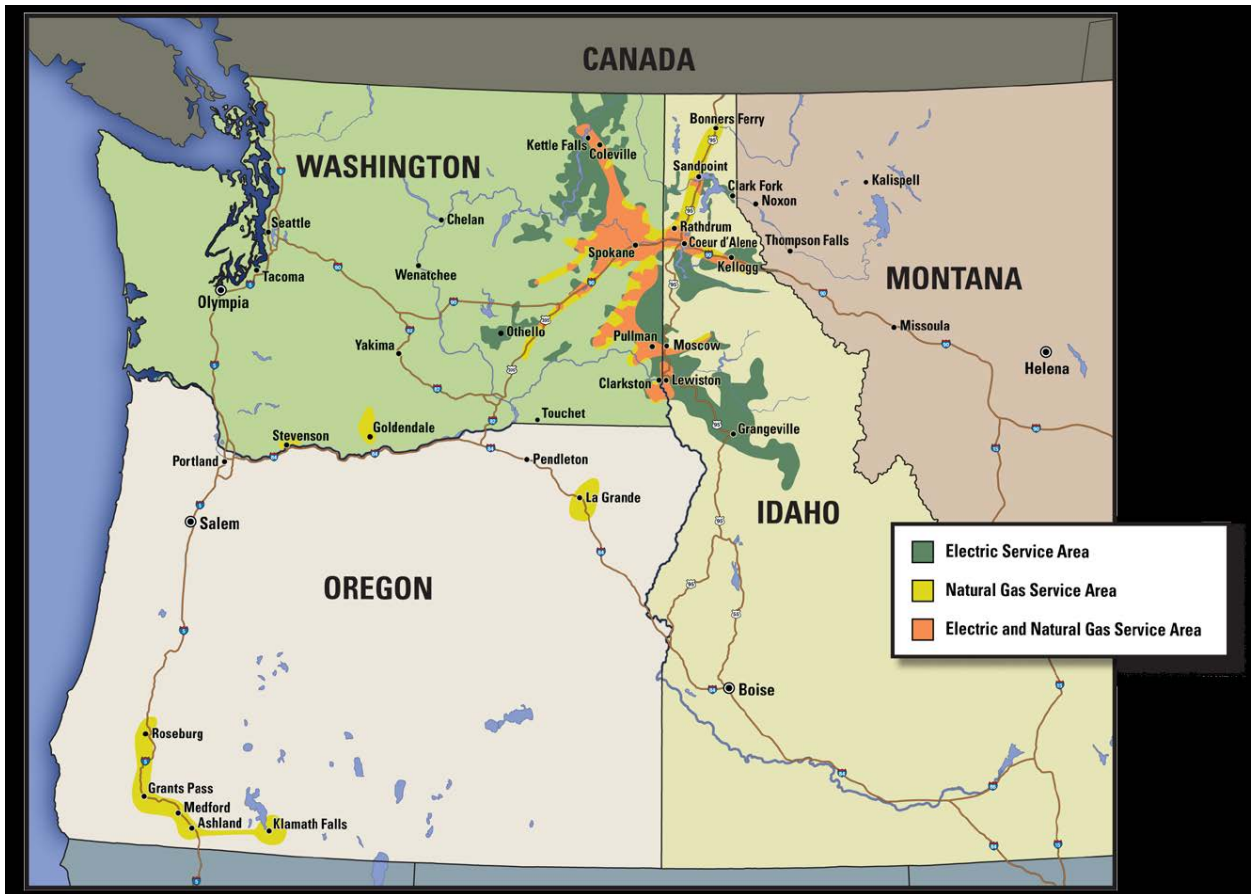 CANADA
Bonners Ferry
95
Kettle Falls
Coleville
WASHINGTON
Sandpoint
Kalispell
Clark Fork
Noxon
Chelan
Seattle
Rathdrum
Coeur d'Alene
Spokane
Thompson Falls
Kellogg
Wenatchee
Tacoma
MONTANA
Olympia
Othello
Missoula
Pullman
Moscow
Yakima
Helena
Clarkston
Lewiston
Touchet
Goldendale
Grangeville
Stevenson
Portland
Pendleton
La Grande
IDAHO
Salem
Electric Service Area
OREGON
Natural Gas Service Area
Electric and Natural Gas Service Area
Boise
Roseburg
Grants Pass
Medford
Ashland
Klamath Falls